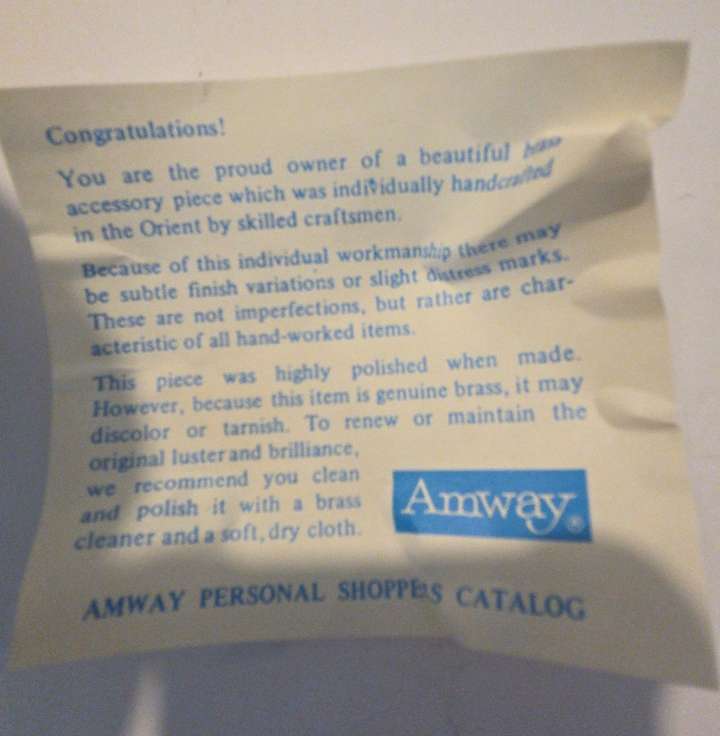 Congratulations!
You are the proud owner of a beautiful brass
accessory piece which was individually handcrafted
in the Orient by skilled craftsmen.
Because of this individual workmanship there may
be subtle finish variations or slight distress marks.
These are not imperfections, but rather are char-
acteristic of all hand-worked items.
This piece was highly polished when made.
However, because this item is genuine brass, it may
discolor or tarnish. To renew or maintain the
original luster and brilliance,
we recommend you clean
and polish it with a brass
cleaner and a soft, dry cloth.
Amway®
AMWAY PERSONAL SHOPPERS CATALOG